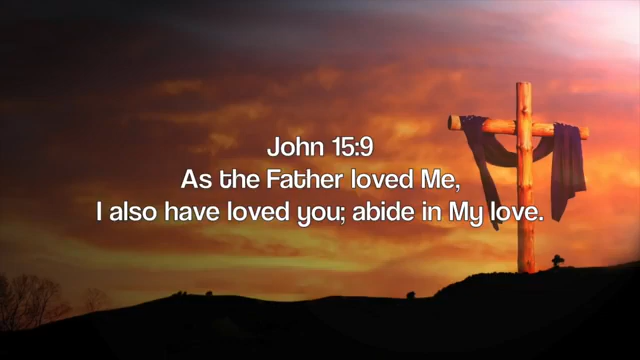 John 15:9
As the Father loved Me,
I also have loved you; abide in My love.